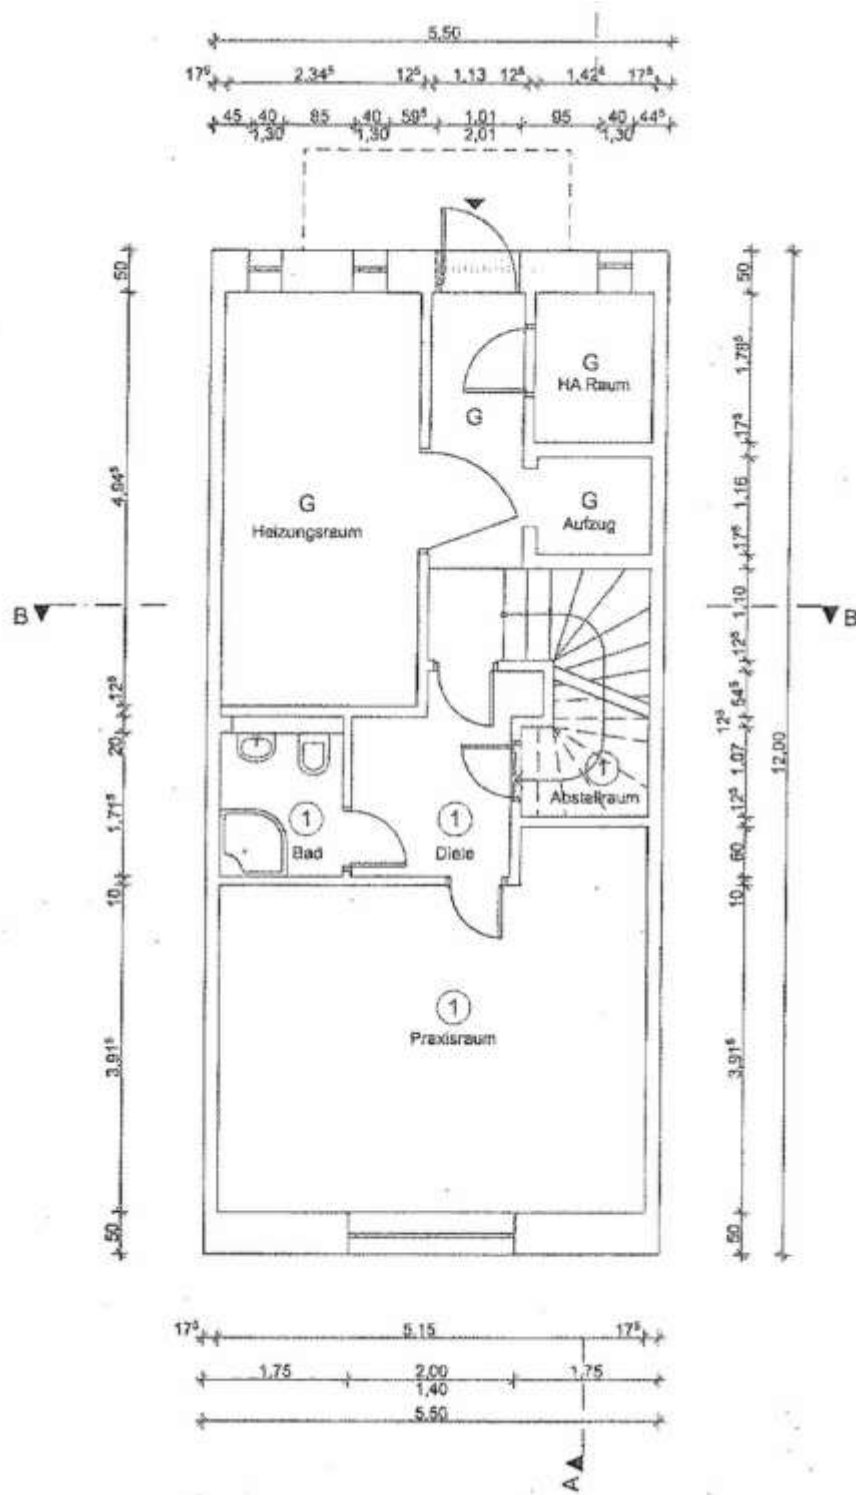 5,50
17⁵ 2,34⁵ 12⁵ 1,13 12⁵ 1,42⁵ 17⁵
45 40 85 40 59⁵ 1,01 95 40 44⁵
1,30 1,30 2,01 1,30
50
50
G
HA Raum
1,78⁵
G
17⁵
4,94⁵
G
Heizungsraum
G
Aufzug
1,16
17⁵
B
B
1,10
12⁵
12⁵
54⁵
12⁵
20
1,07
12,00
1
Abstellraum
1,71⁵
1
Bad
1
Diele
12⁵
60
10
10
1
Praxisraum
3,91⁵
3,91⁵
50
50
17⁵ 5,15 17⁵
1,75 2,00 1,75
1,40
5,50
A